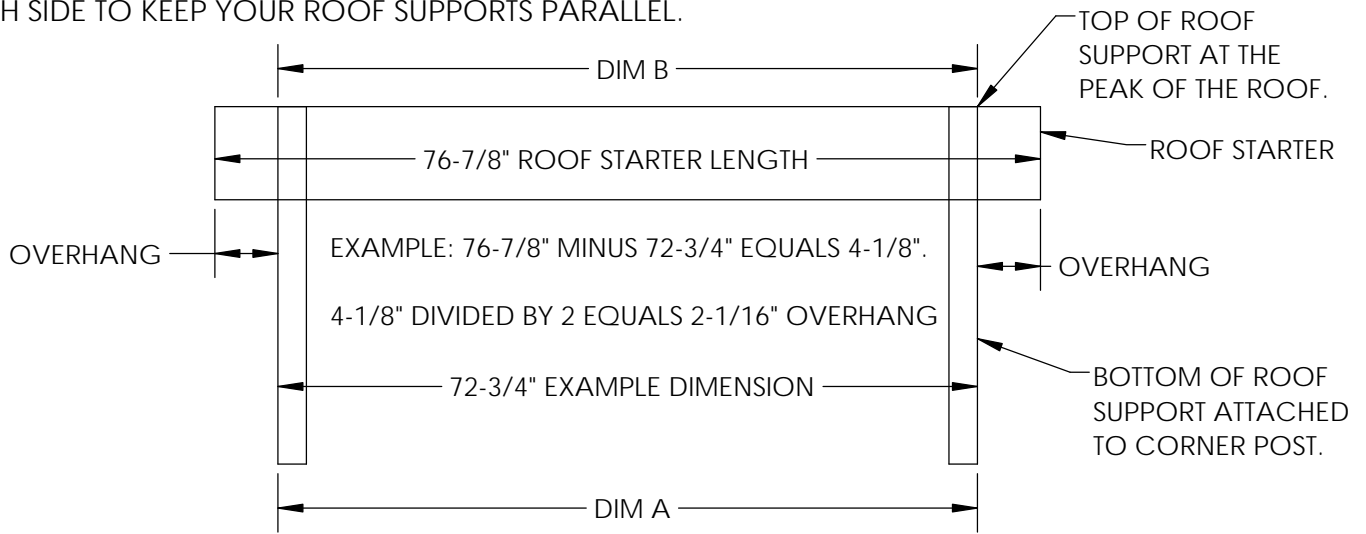 H SIDE TO KEEP YOUR ROOF SUPPORTS PARALLEL.
TOP OF ROOF
SUPPORT AT THE
PEAK OF THE ROOF.
DIM B
76-7/8" ROOF STARTER LENGTH
ROOF STARTER
OVERHANG
EXAMPLE: 76-7/8" MINUS 72-3/4" EQUALS 4-1/8".
OVERHANG
4-1/8" DIVIDED BY 2 EQUALS 2-1/16" OVERHANG
72-3/4" EXAMPLE DIMENSION
BOTTOM OF ROOF
SUPPORT ATTACHED
TO CORNER POST.
DIM A